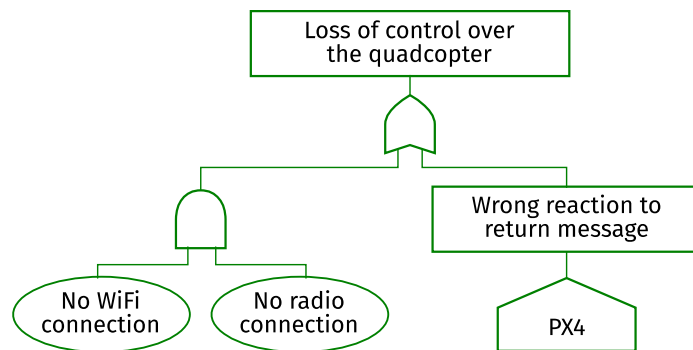 Loss of control over
the quadcopter
Wrong reaction to
return message
No WiFi
connection
No radio
connection
PX4